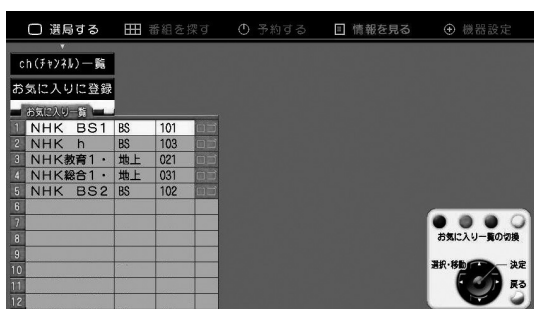 選局する 番組を探す 予約する 情報を見る 機器設定
ch(チャンネル)一覧
お気に入りに登録
お気に入り一覧
1 NHK BS1 BS 101
2 NHK h BS 103
3 NHK教育1・ 地上 021
4 NHK総合1・ 地上 031
5 NHK BS2 BS 102
6
7
8
9
10
11
12
お気に入り一覧の切換
選択・移動 決定
戻る